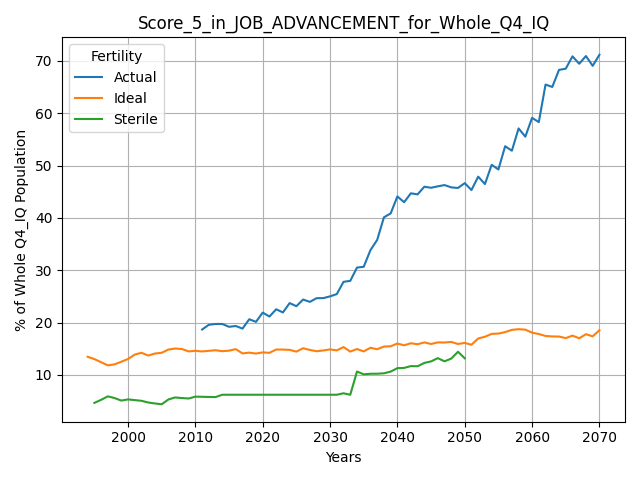 Score_5_in_JOB_ADVANCEMENT_for_Whole_Q4_IQ
Fertility
Actual
Ideal
Sterile
% of Whole Q4_IQ Population
70
60
50
40
30
20
10
2000 2010 2020 2030 2040 2050 2060 2070
Years